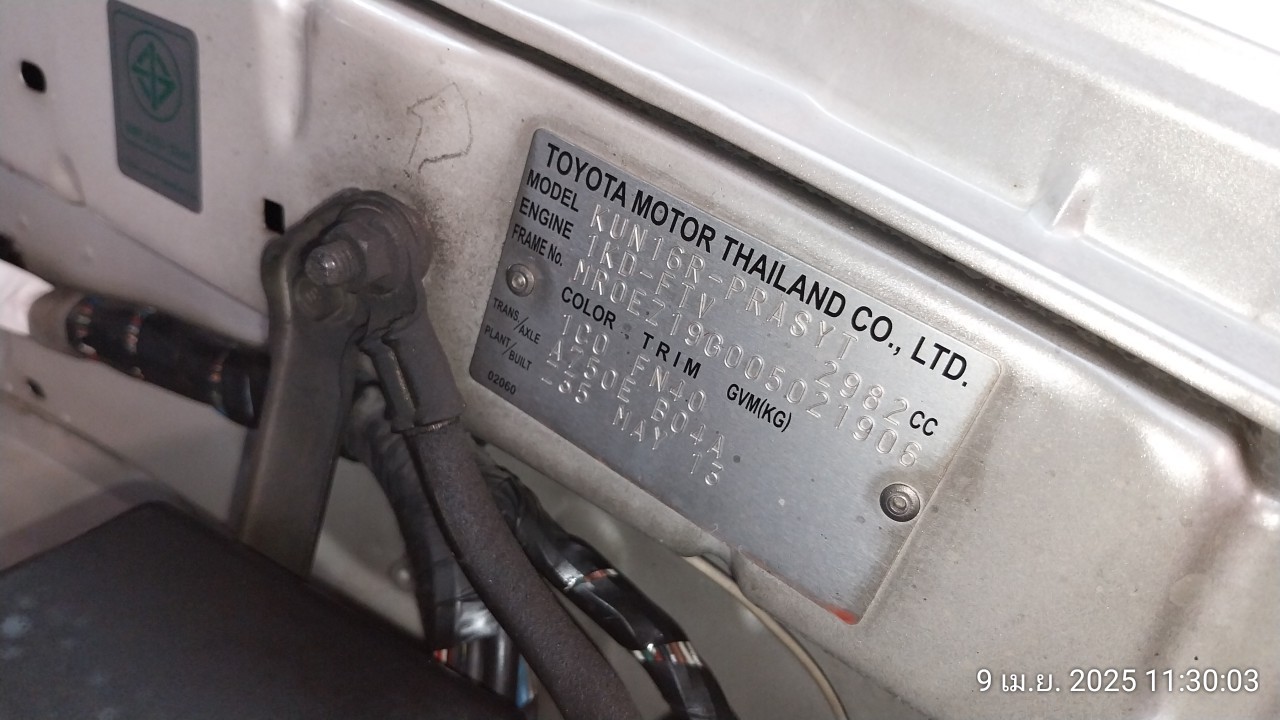 TOYOTA MOTOR THAILAND CO., LTD.
MODEL KUN16R-PRASYT
ENGINE 1KD-FTV 2982 CC
FRAME No. MR0EZ19G005021906
COLOR TRIM GVM(KG)
1C0 FN40
TRANS/AXLE A750E B04A
PLANT/BUILT -S5 MAY 13
02060
9 เม.ย. 2025 11:30:03